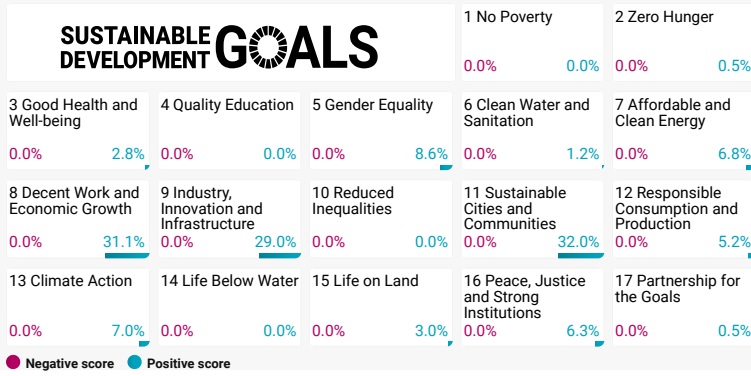 SUSTAINABLE
DEVELOPMENT
GOALS
1 No Poverty
0.0% 0.0%
2 Zero Hunger
0.0% 0.5%
3 Good Health and
Well-being
0.0% 2.8%
4 Quality Education
0.0% 0.0%
5 Gender Equality
0.0% 8.6%
6 Clean Water and
Sanitation
0.0% 1.2%
7 Affordable and
Clean Energy
0.0% 6.8%
8 Decent Work and
Economic Growth
0.0% 31.1%
9 Industry,
Innovation and
Infrastructure
0.0% 29.0%
10 Reduced
Inequalities
0.0% 0.0%
11 Sustainable
Cities and
Communities
0.0% 32.0%
12 Responsible
Consumption and
Production
0.0% 5.2%
13 Climate Action
0.0% 7.0%
14 Life Below Water
0.0% 0.0%
15 Life on Land
0.0% 3.0%
16 Peace, Justice
and Strong
Institutions
0.0% 6.3%
17 Partnership for
the Goals
0.0% 0.5%
Negative score Positive score